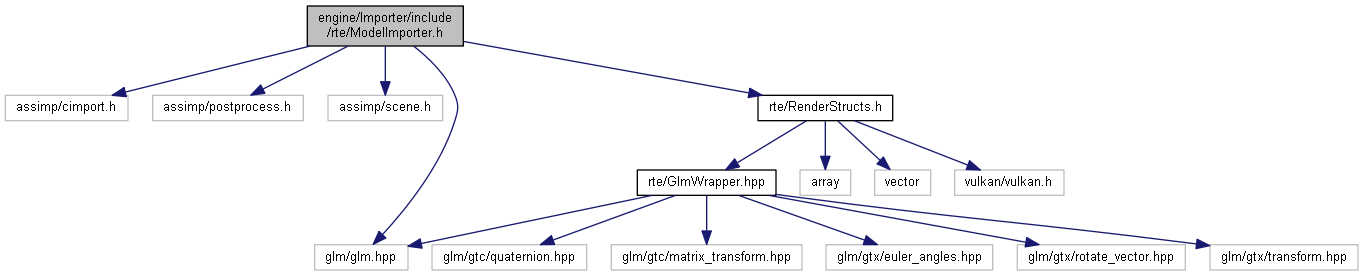 engine/Importer/include
/rte/ModelImporter.h
assimp/cimport.h
assimp/postprocess.h
assimp/scene.h
rte/RenderStructs.h
rte/GlmWrapper.hpp
array
vector
vulkan/vulkan.h
glm/glm.hpp
glm/gtc/quaternion.hpp
glm/gtc/matrix_transform.hpp
glm/gtx/euler_angles.hpp
glm/gtx/rotate_vector.hpp
glm/gtx/transform.hpp